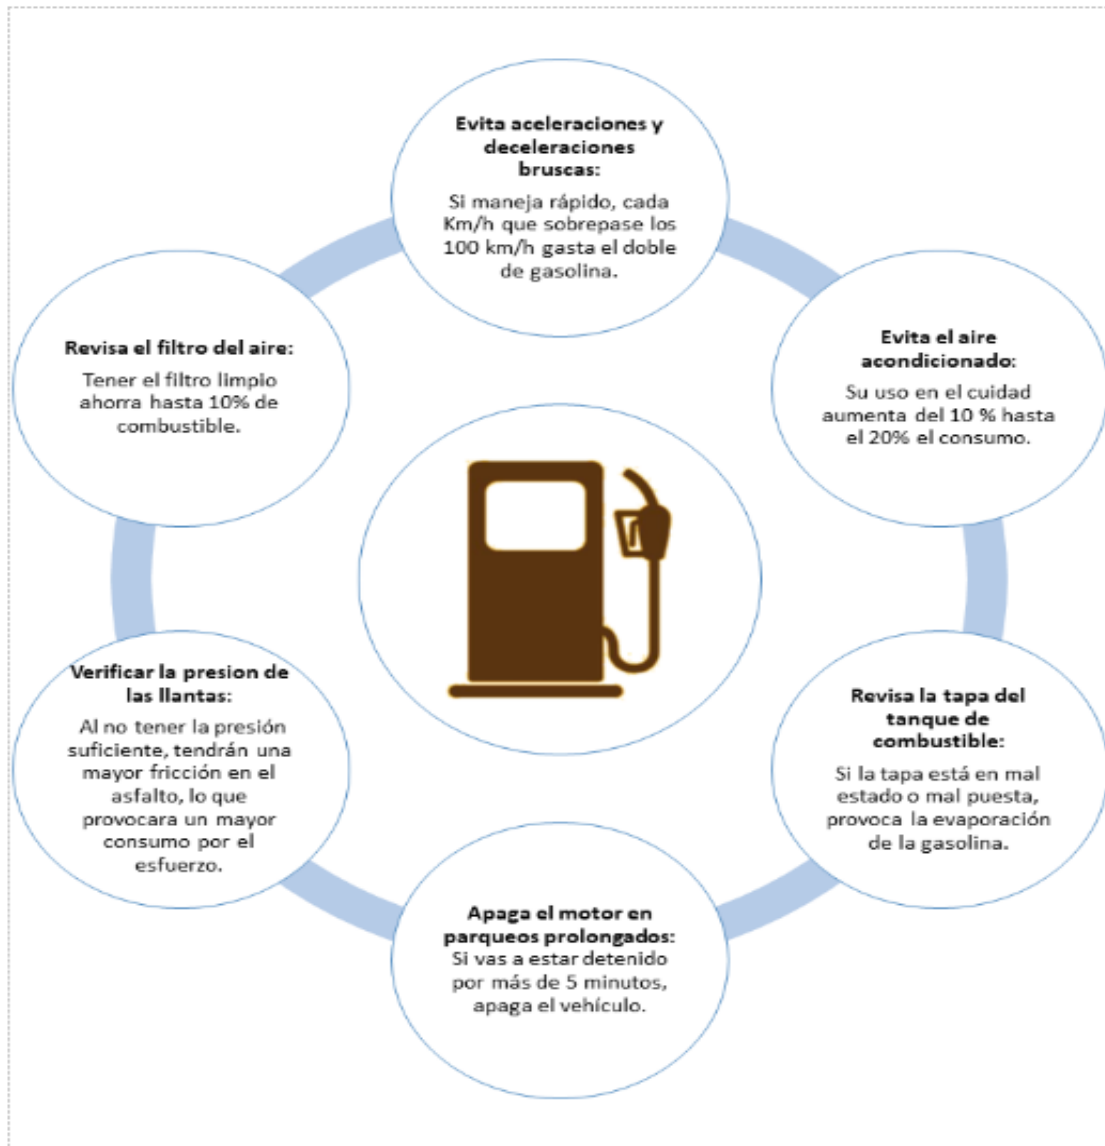 Evita aceleraciones y
deceleraciones
bruscas:
Si maneja rápido, cada
Km/h que sobrepase los
100 km/h gasta el doble
de gasolina.
Evita el aire
acondicionado:
Su uso en el cuidad
aumenta del 10 % hasta
el 20% el consumo.
Revisa la tapa del
tanque de
combustible:
Si la tapa está en mal
estado o mal puesta,
provoca la evaporación
de la gasolina.
Apaga el motor en
parqueos prolongados:
Si vas a estar detenido
por más de 5 minutos,
apaga el vehículo.
Verificar la presion de
las llantas:
Al no tener la presión
suficiente, tendrán una
mayor fricción en el
asfalto, lo que
provocara un mayor
consumo por el
esfuerzo.
Revisa el filtro del aire:
Tener el filtro limpio
ahorra hasta 10% de
combustible.